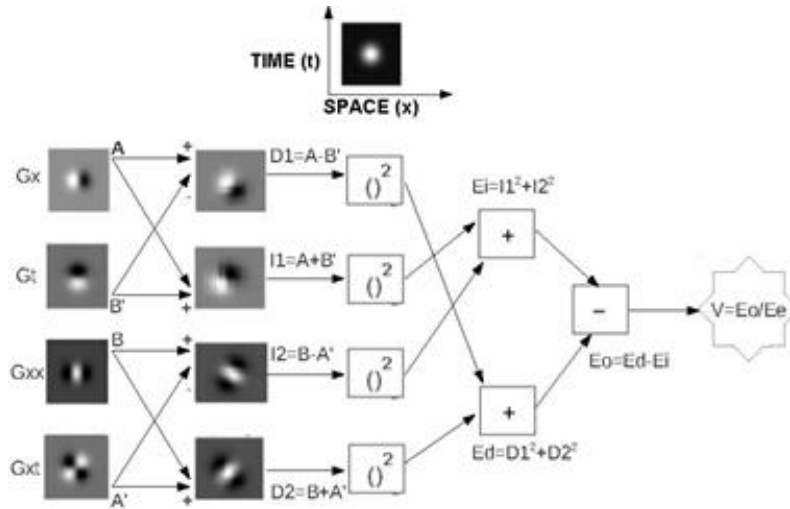 TIME (t)
SPACE (x)
Gx
A
+
-
D1=A-B'
()²
Ei=I1²+I2²
+
Gt
B'
+
I1=A+B'
()²
-
V=Eo/Ee
Gxx
B
+
-
I2=B-A'
()²
Eo=Ed-Ei
+
Gxt
A'
+
D2=B+A'
()²
Ed=D1²+D2²